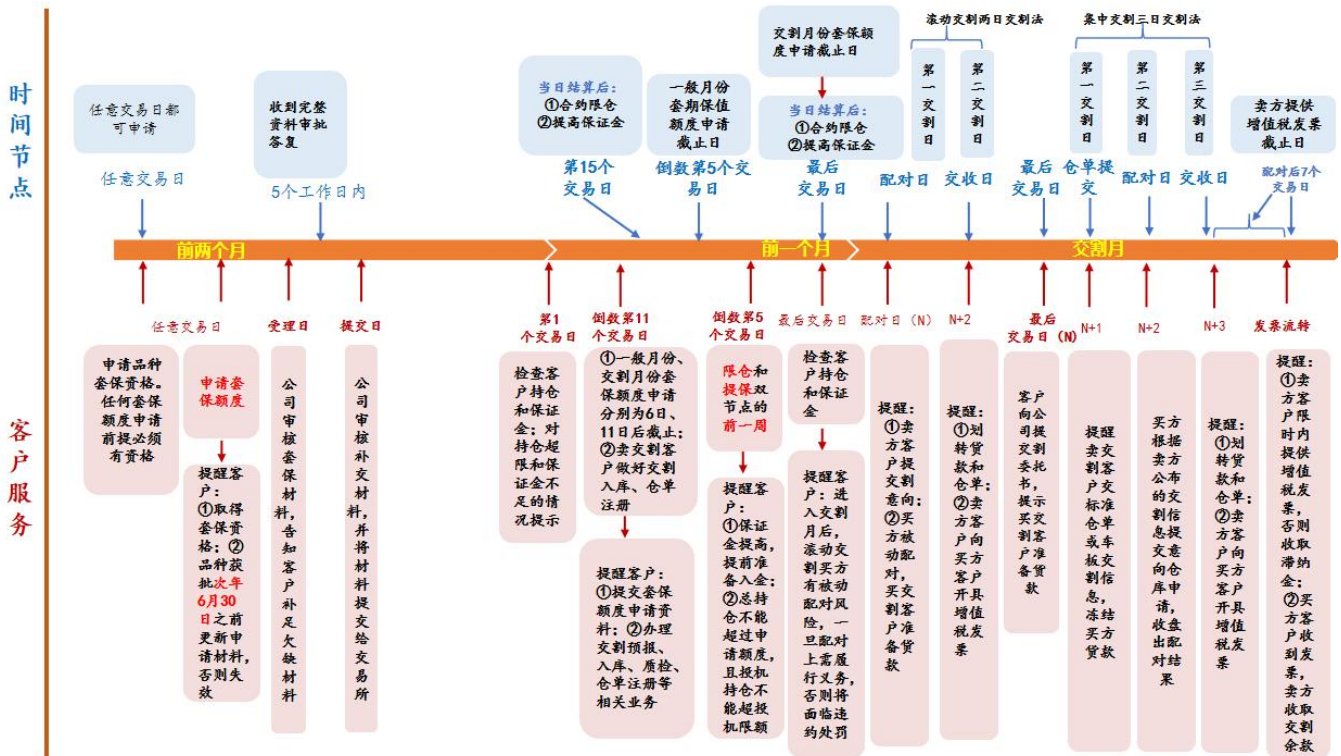 滚动交割两日交割法
集中交割三日交割法
时间节点
任意交易日都
可申请
收到完整
资料审批
答复
当日结算后：
①合约限仓
②提高保证金
一般月份
套期保值
额度申请
截止日
交割月份套保额
度申请截止日
当日结算后：
①合约限仓
②提高保证金
第一交割日
第二交割日
第一交割日
第二交割日
第三交割日
卖方提供
增值税发票
截止日
任意交易日
5个工作日内
第15个
交易日
倒数第5个交
易日
最后
交易日
配对日
交收日
最后
交易日
仓单提
交
配对日
交收日
配对后7个
交易日
前两个月
前一个月
交割月
客户服务
任意交易日
受理日
提交日
第1
个交易日
倒数第11
个交易日
倒数第5
个交易日
最后交易日
配对日（N）
N+2
最后
交易日（N）
N+1
N+2
N+3
发票流转
申请品种
套保资格。
任何套保
额度申请
前提必须
有资格
申请套
保额度
提醒客
户：
①取得
套保资
格；②
品种获
批次年
6月30
日之前
更新申
请材料，
否则失
效
公司审核套保材料，告知客户补足欠缺材料
公司审核补交材料，并将材料提交给交易所
检查客
户持仓
和保证
金；对
持仓超
限和保
证金不
足的情
况提示
①一般月份、
交割月份套
保额度申请
分别为6日、
11日后截止；
②卖交割客
户做好交割
入库、仓单
注册
提醒客户：
①提交套保
额度申请资
料；②办理
交割预报、
入库、质检、
仓单注册等
相关业务
限仓和
提保双
节点的
前一周
提醒客
户：
①保证
金提高，
提前准
备入金；
②总持
仓不能
超过申
请额度，
且投机
持仓不
能超投
机限额
检查客
户持仓
和保证
金
提醒客
户：进
入交割
月后，
滚动交
割买方
有被动
配对风
险，一
旦配对
上需履
行义务，
否则将
面临违
约处罚
提醒：
①卖
方客
户提
交割
意向；
②买
方被
动配
对，买
交割
客户
准备
货款
提醒：
①划
转货
款和
仓单；
②卖
方客
户向
买方
客户
开具
增值
税发
票
客户
向公
司提
交割
委托
书，提
示买
交割
客户
准备
货款
提醒
卖交
割客
户交
标准
仓单
或车
板交
割信
息，冻
结买
方货
款
买方
根据
卖方
公布
的交
割信
息提
交意
向仓
库申
请，收
盘出
配对
结果
提醒：
①划
转货
款和
仓单；
②卖
方客
户向
买方
客户
开具
增值
税发
票
提醒：
①卖
方客
户限
时内
提供
增值
税发
票，否
则收
取滞
纳金；
②买
方客
户收
到发
票，卖
方收
取交
割余
款